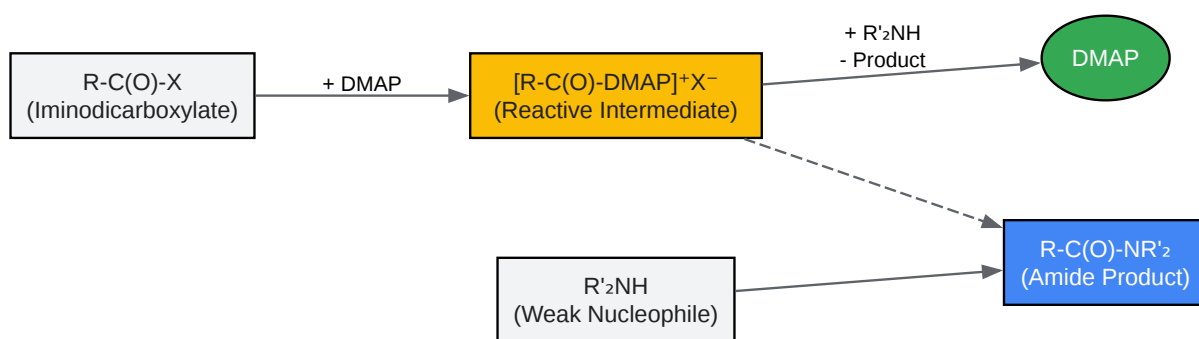 R-C(O)-X
(Iminodicarboxylate)
+ DMAP
[R-C(O)-DMAP]⁺X⁻
(Reactive Intermediate)
+ R'₂NH
- Product
DMAP
R'₂NH
(Weak Nucleophile)
R-C(O)-NR'₂
(Amide Product)